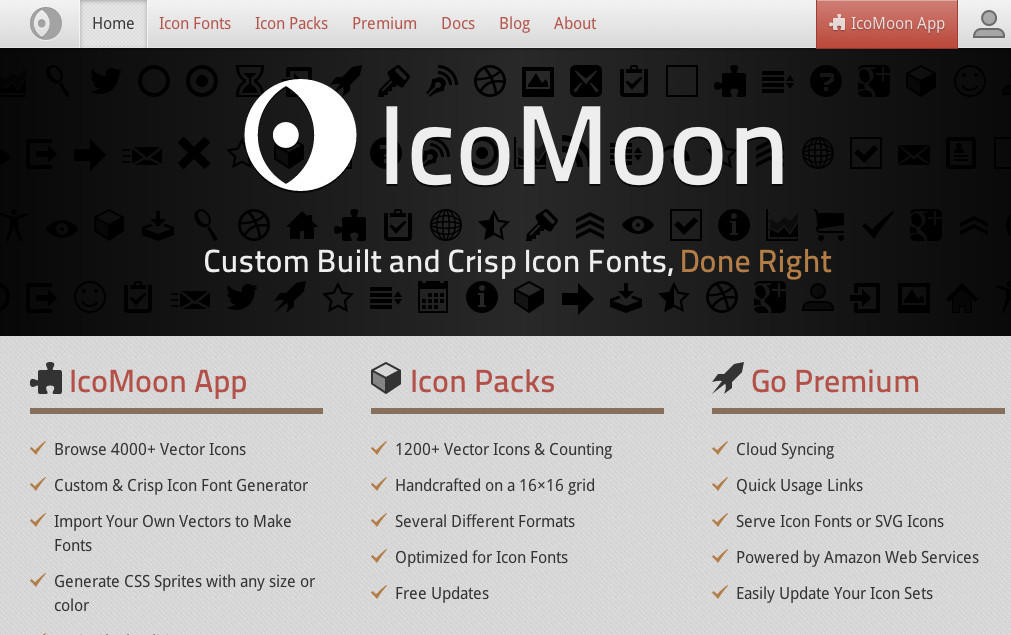 Home Icon Fonts Icon Packs Premium Docs Blog About IcoMoon App
IcoMoon
Custom Built and Crisp Icon Fonts, Done Right
IcoMoon App
Browse 4000+ Vector Icons
Custom & Crisp Icon Font Generator
Import Your Own Vectors to Make
Fonts
Generate CSS Sprites with any size or
color
Icon Packs
1200+ Vector Icons & Counting
Handcrafted on a 16×16 grid
Several Different Formats
Optimized for Icon Fonts
Free Updates
Go Premium
Cloud Syncing
Quick Usage Links
Serve Icon Fonts or SVG Icons
Powered by Amazon Web Services
Easily Update Your Icon Sets